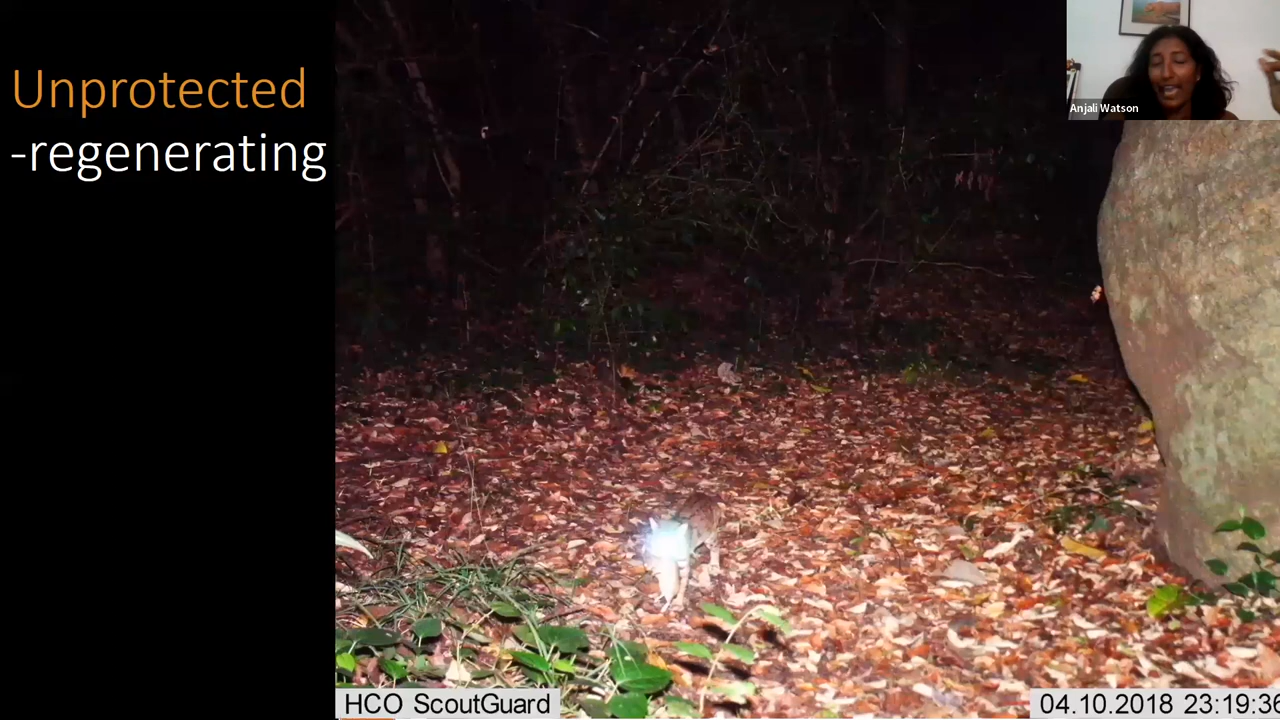 Unprotected
-regenerating
Anjali Watson
HCO ScoutGuard
04.10.2018 23:19:36